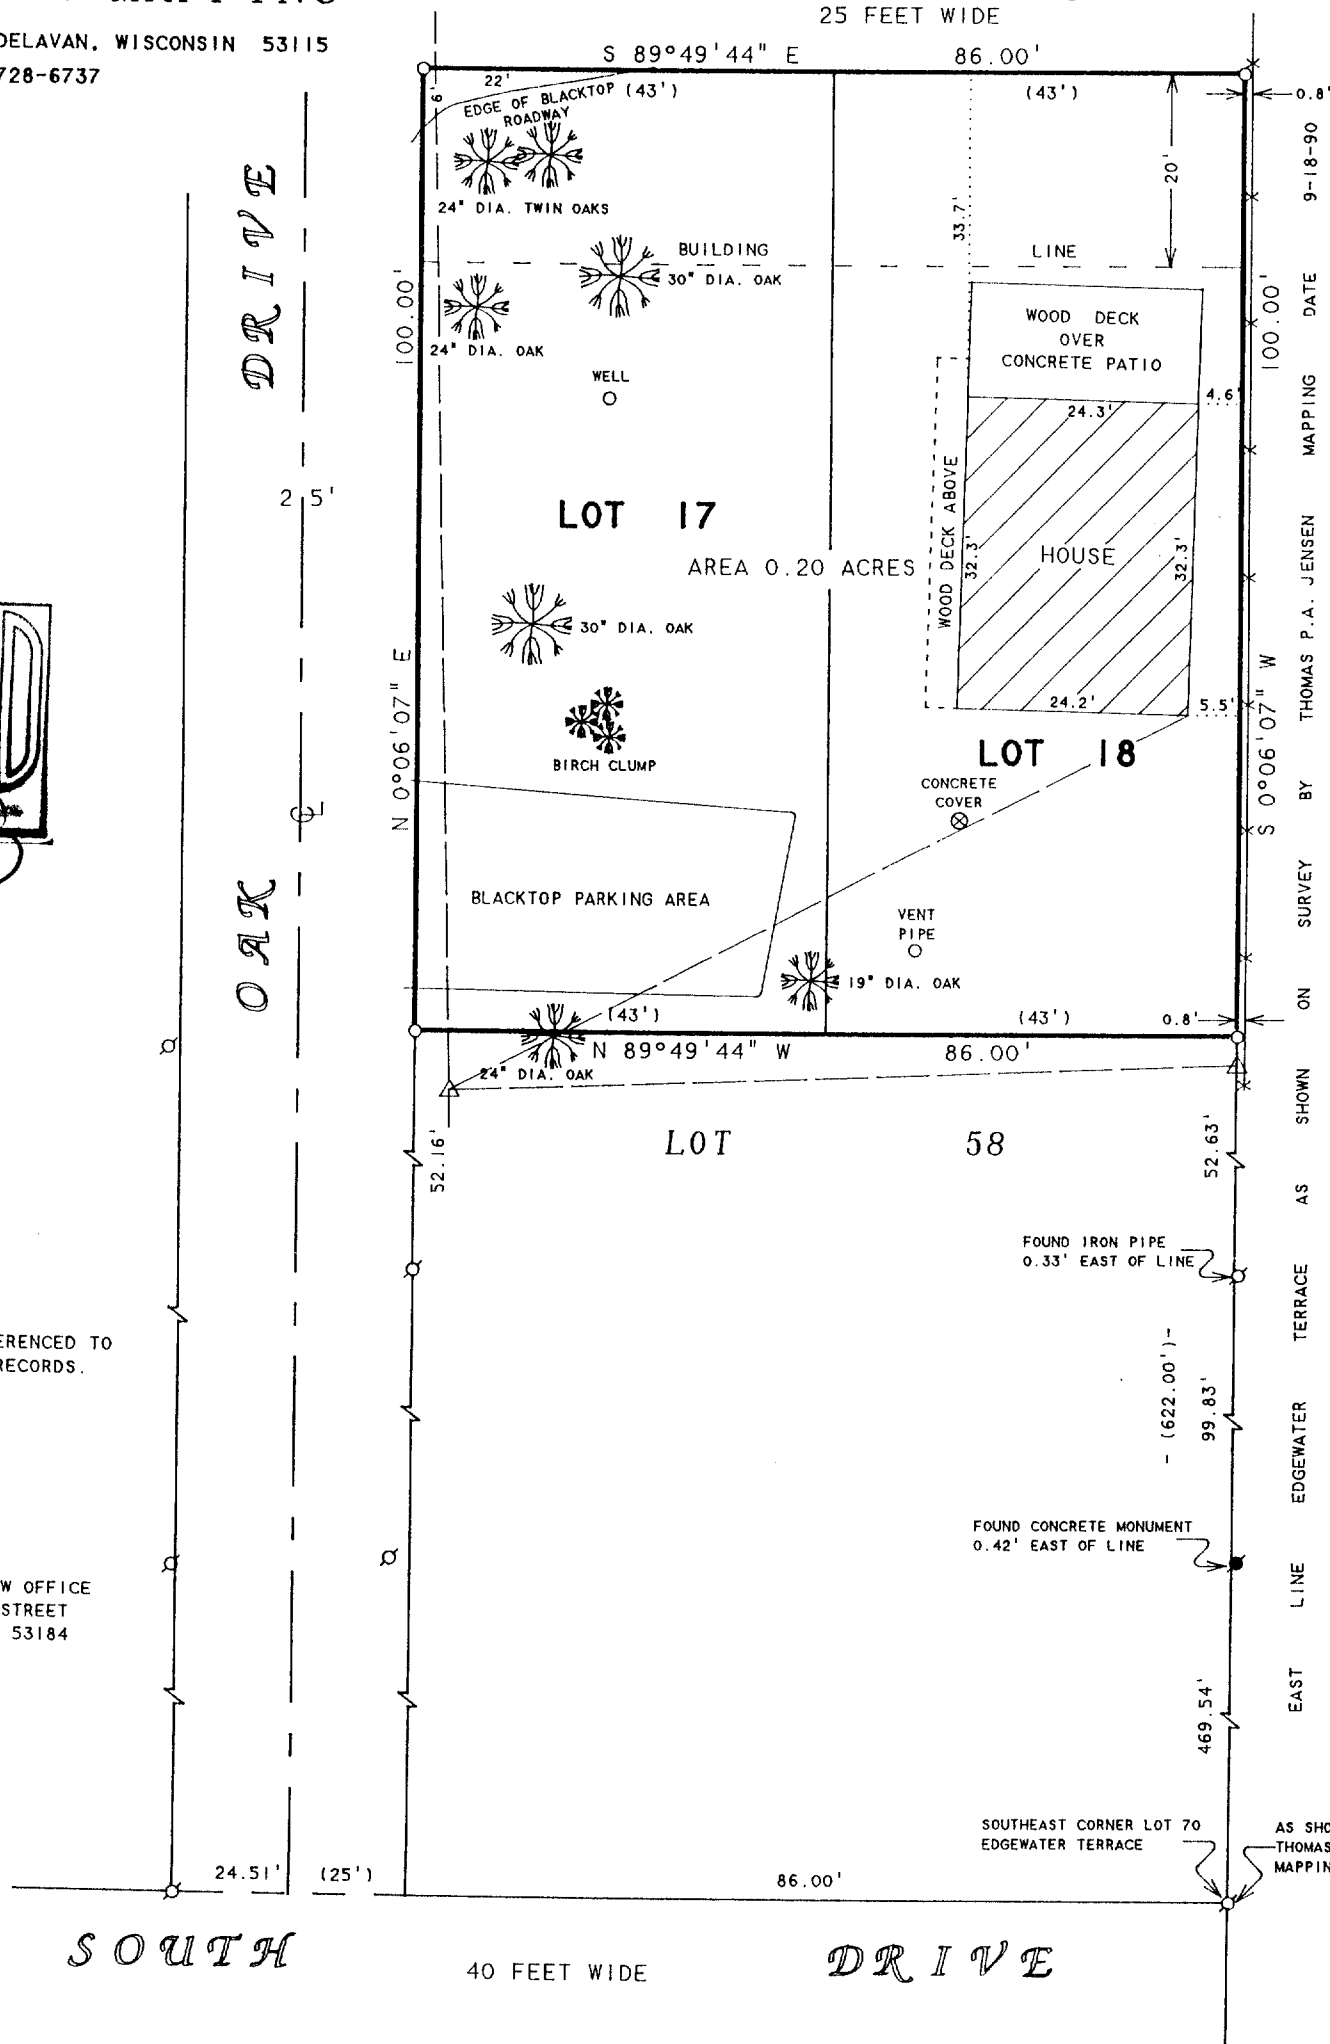 25 FEET WIDE
DELAVAN, WISCONSIN 53115
728-6737
S 89°49'44" E 86.00'
22'
6'
EDGE OF BLACKTOP
ROADWAY
(43')
(43')
0.8'
20'
33.7'
24" DIA. TWIN OAKS
BUILDING LINE
30" DIA. OAK
24" DIA. OAK
100.00'
N 0°06'07" E
WELL
WOOD DECK
OVER
CONCRETE PATIO
4.6'
24.3'
WOOD DECK ABOVE
32.3'
HOUSE
32.3'
24.2'
5.5'
100.00'
S 0°06'07" W
OAK DRIVE
25'
CL
LOT 17
AREA 0.20 ACRES
30" DIA. OAK
BIRCH CLUMP
LOT 18
CONCRETE
COVER
BLACKTOP PARKING AREA
VENT
PIPE
19" DIA. OAK
(43')
(43')
0.8'
N 89°49'44" W 86.00'
24" DIA. OAK
LOT 58
52.16'
52.63'
FOUND IRON PIPE
0.33' EAST OF LINE
(622.00')
99.83'
ERENCED TO
RECORDS.
FOUND CONCRETE MONUMENT
0.42' EAST OF LINE
W OFFICE
STREET
53184
469.54'
EAST LINE EDGEWATER TERRACE AS SHOWN ON SURVEY BY THOMAS P.A. JENSEN MAPPING DATE 9-18-90
SOUTHEAST CORNER LOT 70
EDGEWATER TERRACE
AS SHO
THOMAS
MAPPIN
24.51' (25')
86.00'
SOUTH DRIVE
40 FEET WIDE